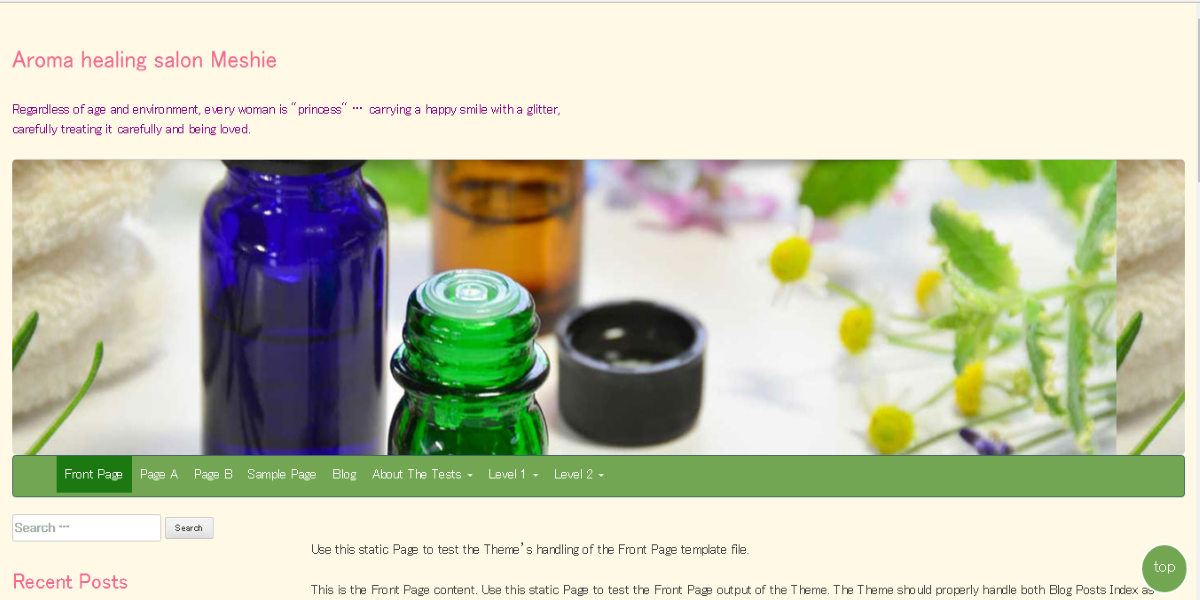 Aroma healing salon Meshie
Regardless of age and environment, every woman is “princess“ … carrying a happy smile with a glitter,
carefully treating it carefully and being loved.
Front Page Page A Page B Sample Page Blog About The Tests Level 1 Level 2
Search …
Search
Use this static Page to test the Theme’s handling of the Front Page template file.
top
Recent Posts
This is the Front Page content. Use this static Page to test the Front Page output of the Theme. The Theme should properly handle both Blog Posts Index as